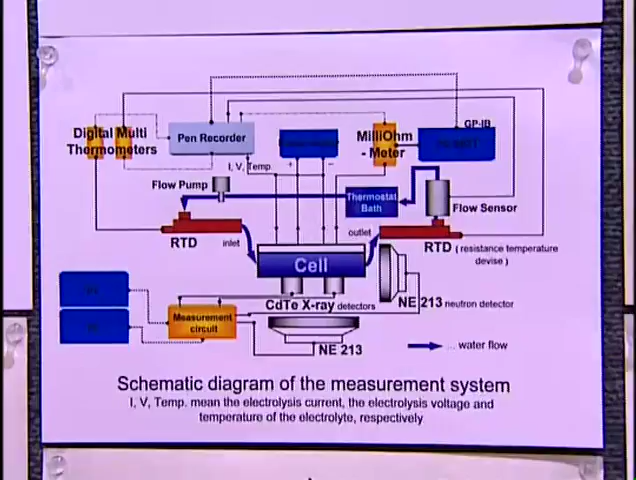 GP-IB
Digital Multi
Thermometers
Pen Recorder
MilliOhm
- Meter
I, V, Temp.
+
−
Flow Pump
Thermostat
Bath
Flow Sensor
RTD
inlet
outlet
RTD ( resistance temperature
devise )
Cell
CdTe X-ray detectors
NE 213 neutron detector
Measurement
circuit
NE 213
... water flow
Schematic diagram of the measurement system
I, V, Temp. mean the electrolysis current, the electrolysis voltage and
temperature of the electrolyte, respectively